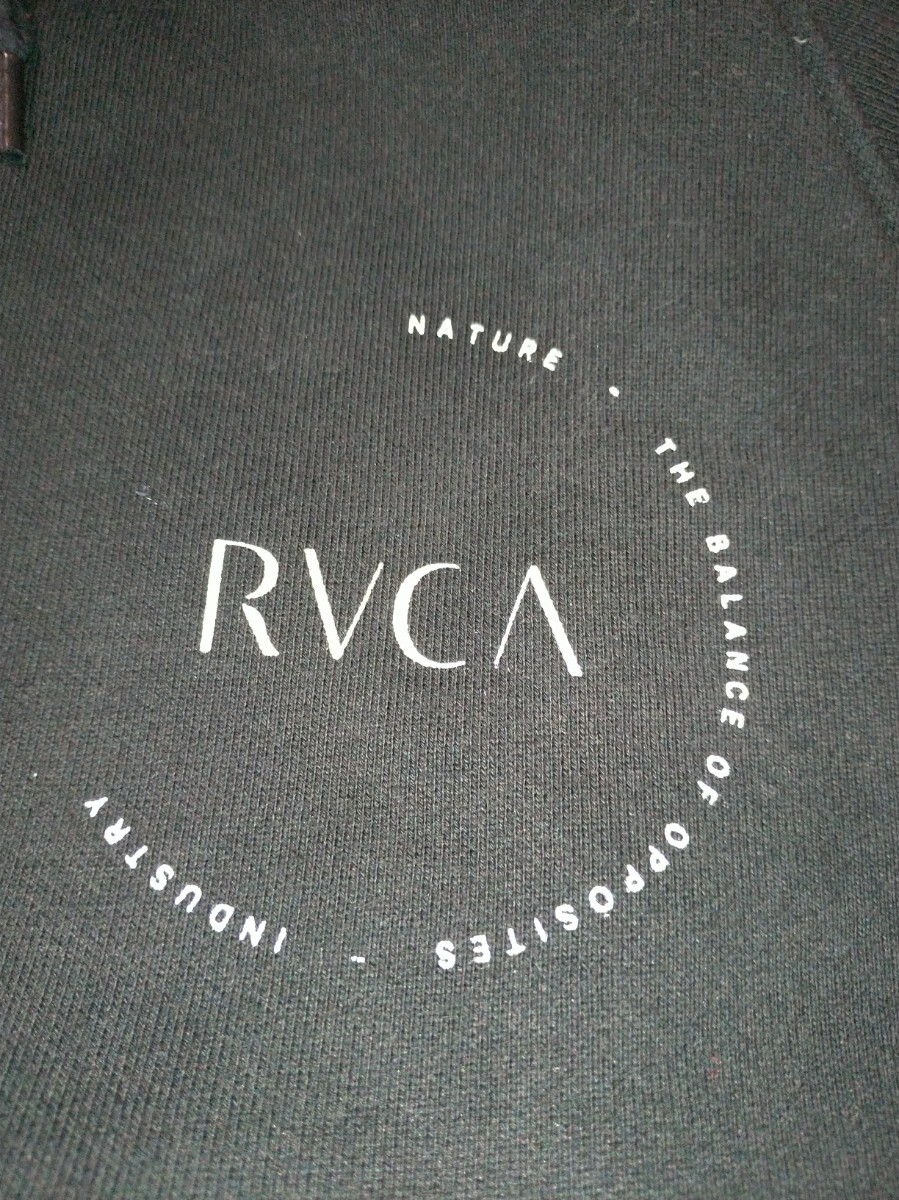 NATURE • THE BALANCE OF OPPOSITES - INDUSTRY
RVCA